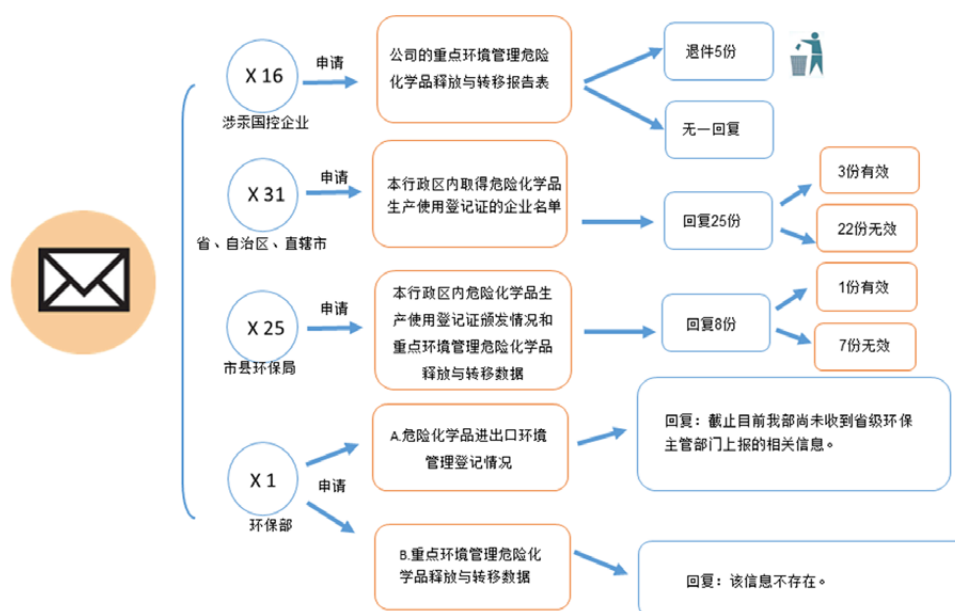 X 16
涉汞国控企业
申请
公司的重点环境管理危险
化学品释放与转移报告表
退件5份
无一回复
X 31
省、自治区、直辖市
申请
本行政区内取得危险化学品
生产使用登记证的企业名单
回复25份
3份有效
22份无效
X 25
市县环保局
申请
本行政区内危险化学品生
产使用登记证颁发情况和
重点环境管理危险化学品
释放与转移数据
回复8份
1份有效
7份无效
X 1
环保部
申请
A.危险化学品进出口环境
管理登记情况
回复：截止目前我部尚未收到省级环保
主管部门上报的相关信息。
B.重点环境管理危险化
学品释放与转移数据
回复：该信息不存在。